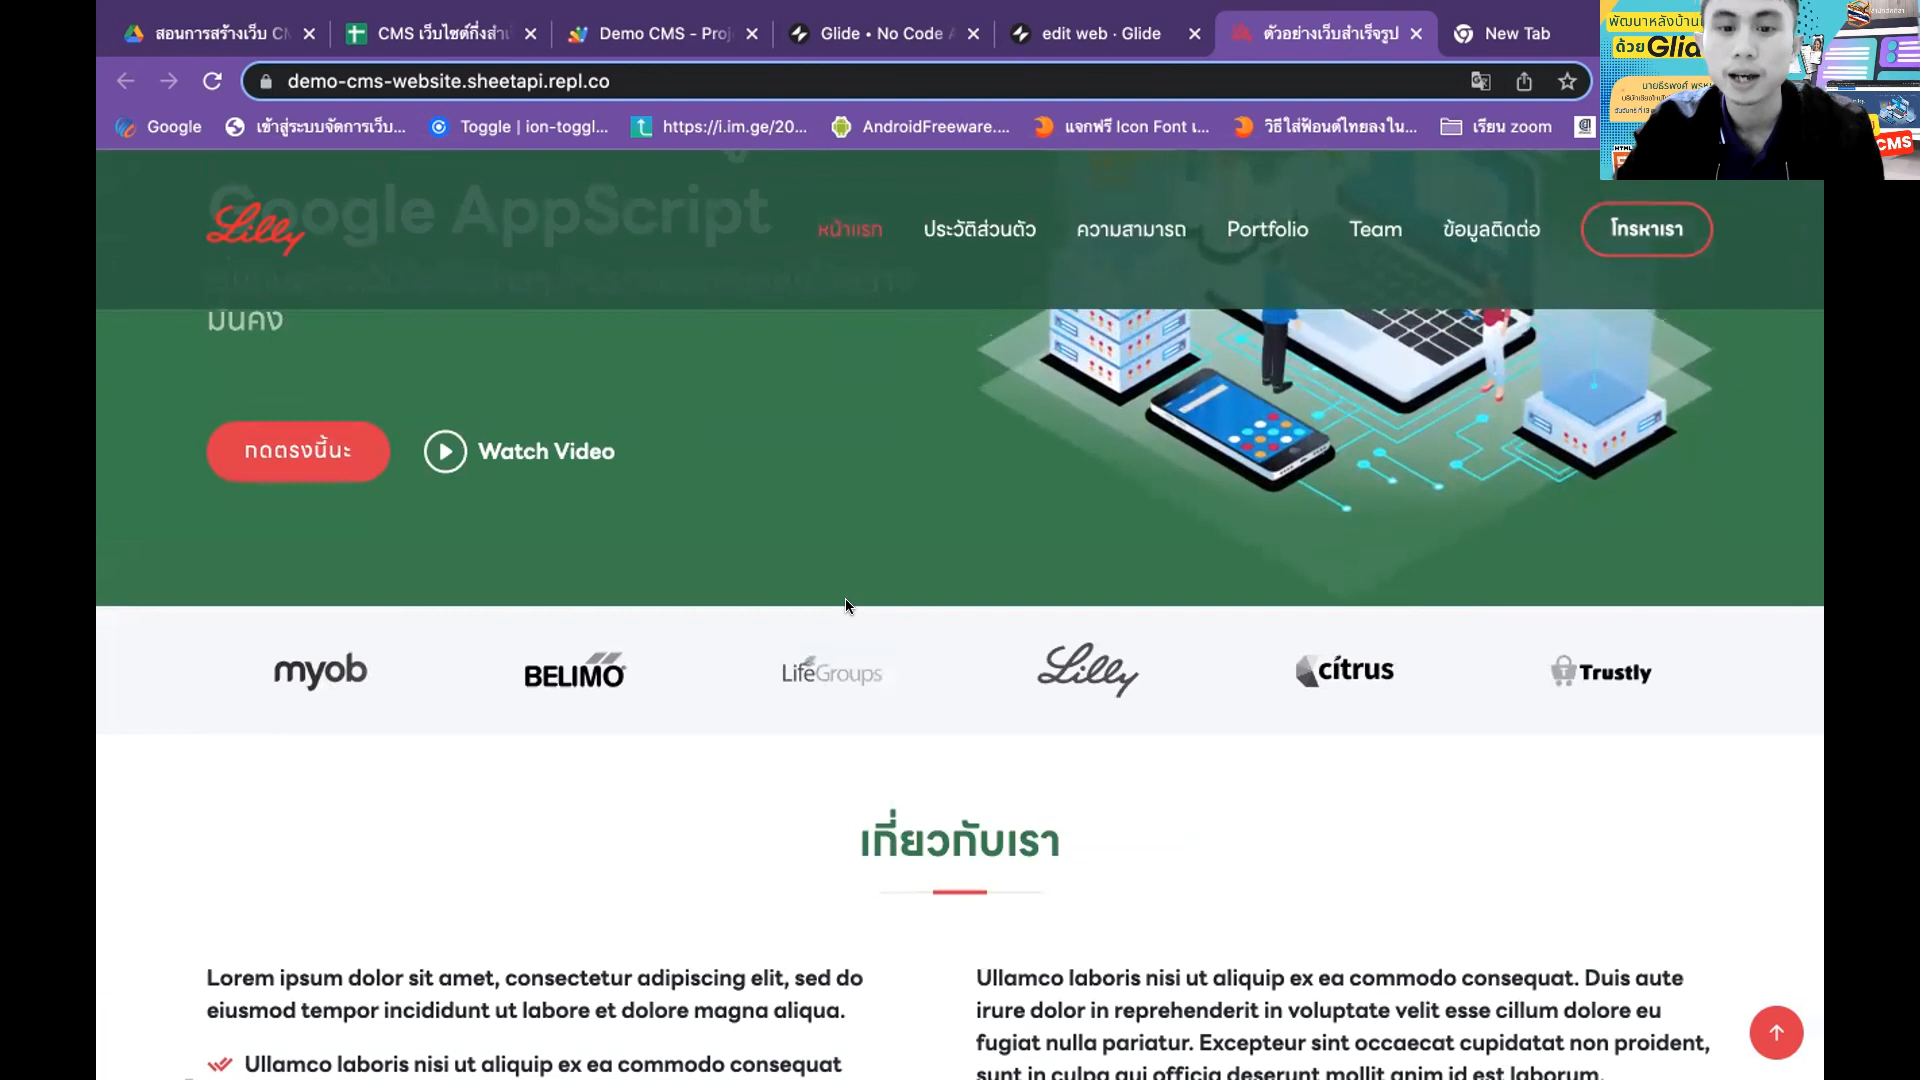 สอนการสร้างเว็บ
CMS เว็บไซต์กึ่งสำเ
Demo CMS - Proj
Glide • No Code
edit web · Glide
ตัวอย่างเว็บสำเร็จรูป
New Tab
demo-cms-website.sheetapi.repl.co
Google
เข้าสู่ระบบจัดการเว็บ...
Toggle | ion-toggl...
https://i.im.ge/20...
AndroidFreeware....
แจกฟรี Icon Font เ...
วิธีใส่ฟ้อนต์ไทยลงใน...
เรียน zoom
พัฒนาหลังบ้าน
ด้วย Glid
CMS
Google AppScript
Lilly
หน้าแรก
ประวัติส่วนตัว
ความสามารถ
Portfolio
Team
ข้อมูลติดต่อ
โทรหาเรา
มั่นคง
กดตรงนี้นะ
Watch Video
myob
BELIMO
LifeGroups
Lilly
citrus
Trustly
เกี่ยวกับเรา
Lorem ipsum dolor sit amet, consectetur adipiscing elit, sed do
eiusmod tempor incididunt ut labore et dolore magna aliqua.
Ullamco laboris nisi ut aliquip ex ea commodo consequat
Ullamco laboris nisi ut aliquip ex ea commodo consequat. Duis aute
irure dolor in reprehenderit in voluptate velit esse cillum dolore eu
fugiat nulla pariatur. Excepteur sint occaecat cupidatat non proident,
sunt in culpa qui officia deserunt mollit anim id est laborum.